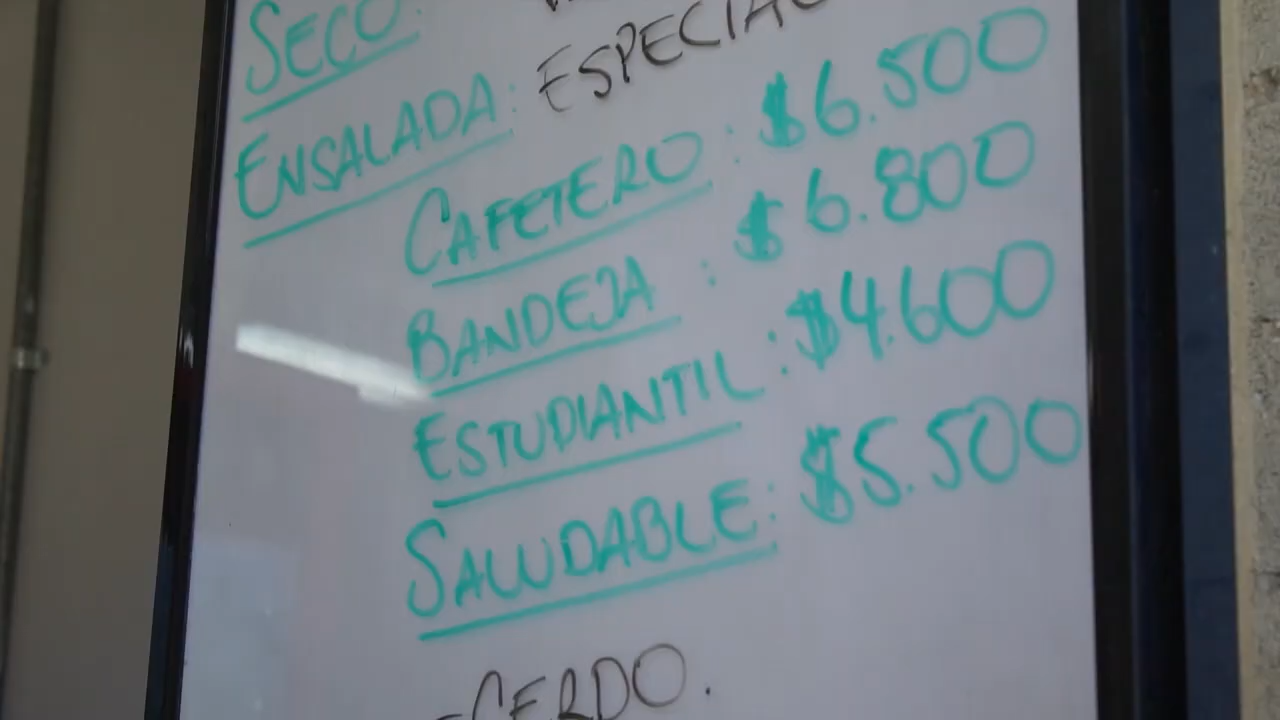 SECO:
ENSALADA: ESPECIAL
CAFETERO: $6.500
BANDEJA: $6.800
ESTUDIANTIL: $4.600
SALUDABLE: $5.500
CERDO.